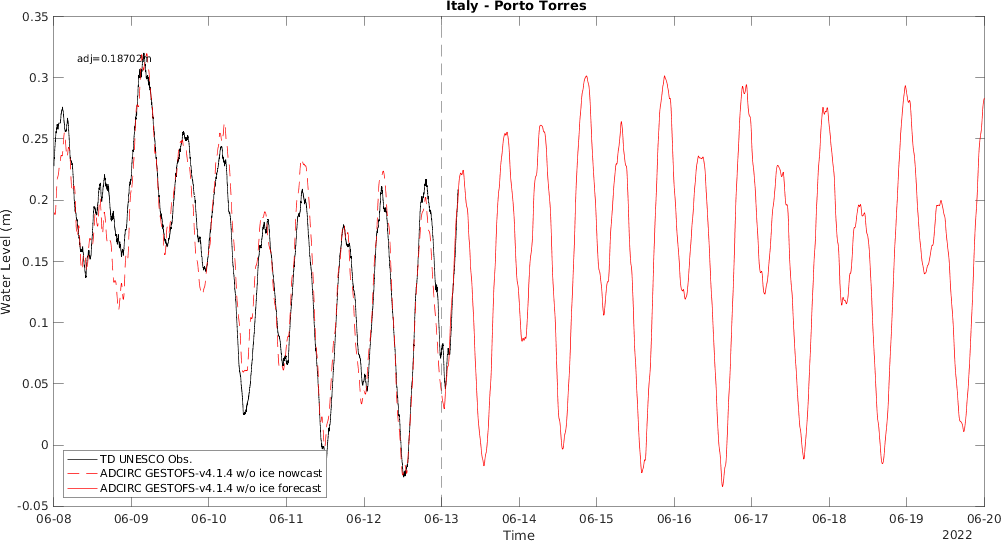 Italy - Porto Torres
adj=0.18702m
0.35
0.3
0.25
0.2
0.15
0.1
0.05
0
-0.05
Water Level (m)
TD UNESCO Obs.
ADCIRC GESTOFS-v4.1.4 w/o ice nowcast
ADCIRC GESTOFS-v4.1.4 w/o ice forecast
06-08 06-09 06-10 06-11 06-12 06-13 06-14 06-15 06-16 06-17 06-18 06-19 06-20
Time
2022